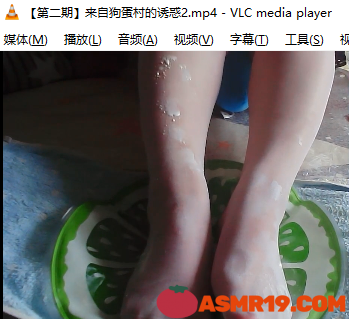 【第二期】来自狗蛋村的诱惑2.mp4 - VLC media player
媒体(M) 播放(L) 音频(A) 视频(V) 字幕(T) 工具(S) 视
ASMR19.COM